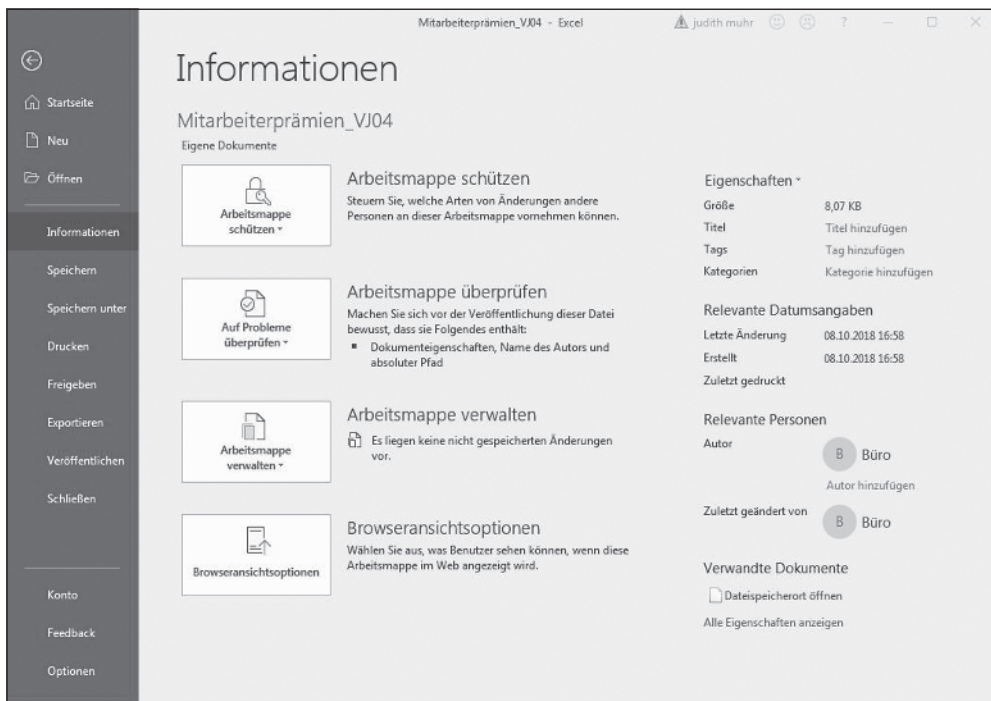 Mitarbeiterprämien_VJ04 - Excel
judith muhr
?
Startseite
Neu
Öffnen
Informationen
Speichern
Speichern unter
Drucken
Freigeben
Exportieren
Veröffentlichen
Schließen
Konto
Feedback
Optionen
Informationen
Mitarbeiterprämien_VJ04
Eigene Dokumente
Arbeitsmappe
schützen
Arbeitsmappe schützen
Steuern Sie, welche Arten von Änderungen andere
Personen an dieser Arbeitsmappe vornehmen können.
Auf Probleme
überprüfen
Arbeitsmappe überprüfen
Machen Sie sich vor der Veröffentlichung dieser Datei
bewusst, dass sie Folgendes enthält:
Dokumenteigenschaften, Name des Autors und
absoluter Pfad
Arbeitsmappe
verwalten
Arbeitsmappe verwalten
Es liegen keine nicht gespeicherten Änderungen
vor.
Browseransichtsoptionen
Browseransichtsoptionen
Wählen Sie aus, was Benutzer sehen können, wenn diese
Arbeitsmappe im Web angezeigt wird.
Eigenschaften
Größe 8,07 KB
Titel Titel hinzufügen
Tags Tag hinzufügen
Kategorien Kategorie hinzufügen
Relevante Datumsangaben
Letzte Änderung 08.10.2018 16:58
Erstellt 08.10.2018 16:58
Zuletzt gedruckt
Relevante Personen
Autor B Büro
Autor hinzufügen
Zuletzt geändert von B Büro
Verwandte Dokumente
Dateispeicherort öffnen
Alle Eigenschaften anzeigen